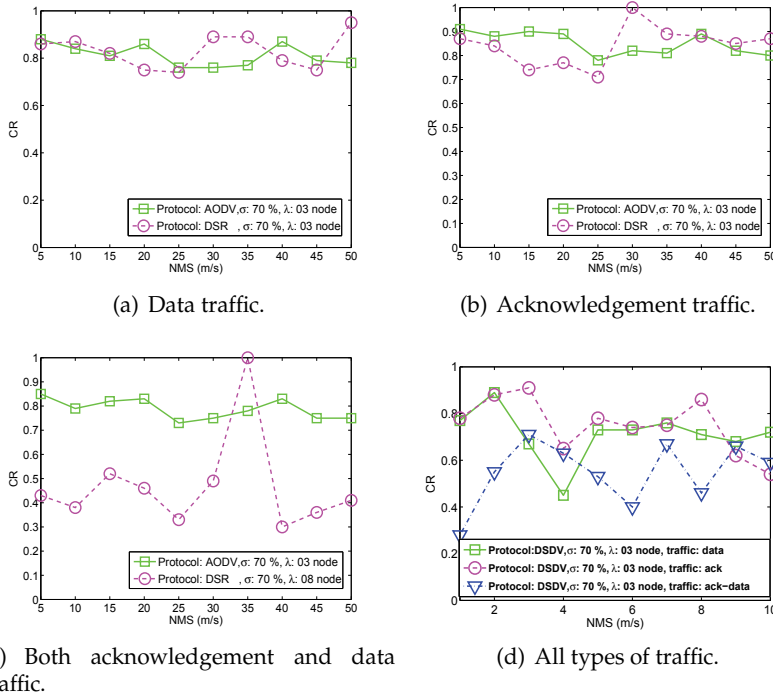 1
0.8
0.6
0.4
0.2
0
CR
5 10 15 20 25 30 35 40 45 50
NMS (m/s)
Protocol: AODV,σ: 70 %, λ: 03 node
Protocol: DSR , σ: 70 %, λ: 03 node
(a) Data traffic.
1
0.9
0.8
0.7
0.6
0.5
0.4
0.3
0.2
0.1
0
CR
5 10 15 20 25 30 35 40 45 50
NMS (m/s)
Protocol: AODV,σ: 70 %, λ: 03 node
Protocol: DSR , σ: 70 %, λ: 03 node
(b) Acknowledgement traffic.
1
0.9
0.8
0.7
0.6
0.5
0.4
0.3
0.2
0.1
0
CR
5 10 15 20 25 30 35 40 45 50
NMS (m/s)
Protocol: AODV,σ: 70 %, λ: 03 node
Protocol: DSR , σ: 70 %, λ: 08 node
) Both acknowledgement and data
affic.
1
0.8
0.6
0.4
0.2
0
CR
2 4 6 8 10
NMS (m/s)
Protocol:DSDV,σ: 70 %, λ: 03 node, traffic: data
Protocol: DSDV,σ: 70 %, λ: 03 node, traffic: ack
Protocol: DSDV,σ: 70 %, λ: 03 node, traffic: ack−data
(d) All types of traffic.